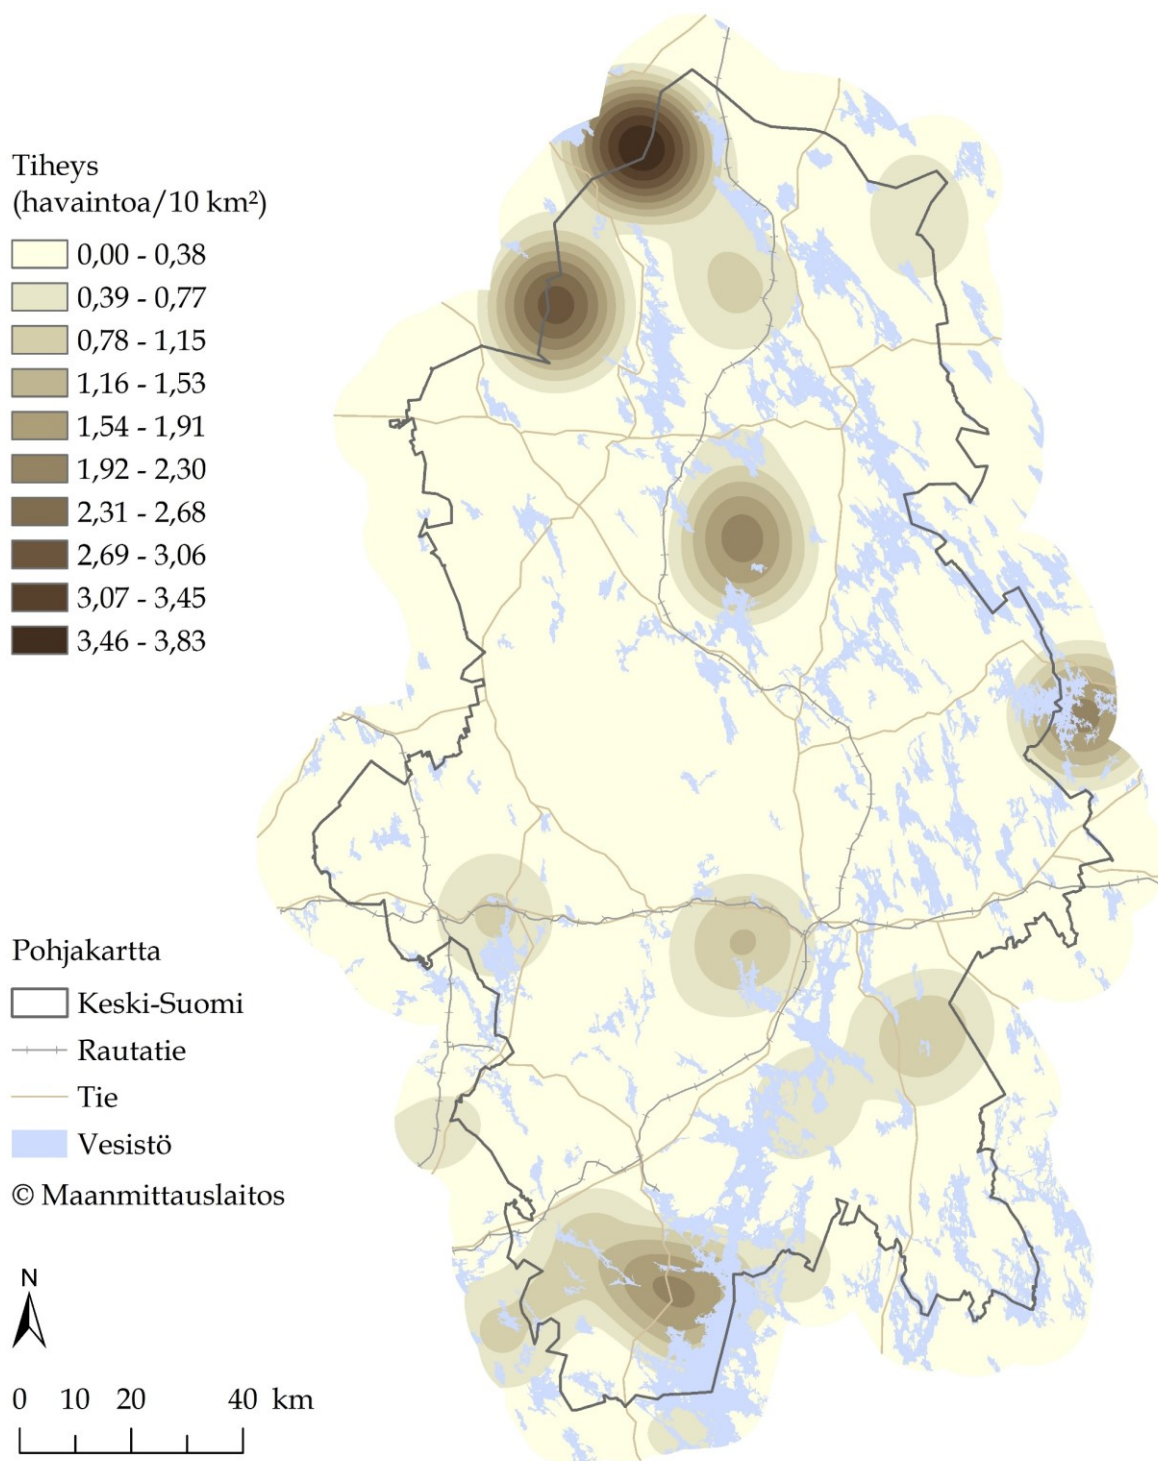 Tiheys
(havaintoa/10 km²)
0,00 - 0,38
0,39 - 0,77
0,78 - 1,15
1,16 - 1,53
1,54 - 1,91
1,92 - 2,30
2,31 - 2,68
2,69 - 3,06
3,07 - 3,45
3,46 - 3,83
Pohjakartta
Keski-Suomi
Rautatie
Tie
Vesistö
© Maanmittauslaitos
N
0 10 20 40 km